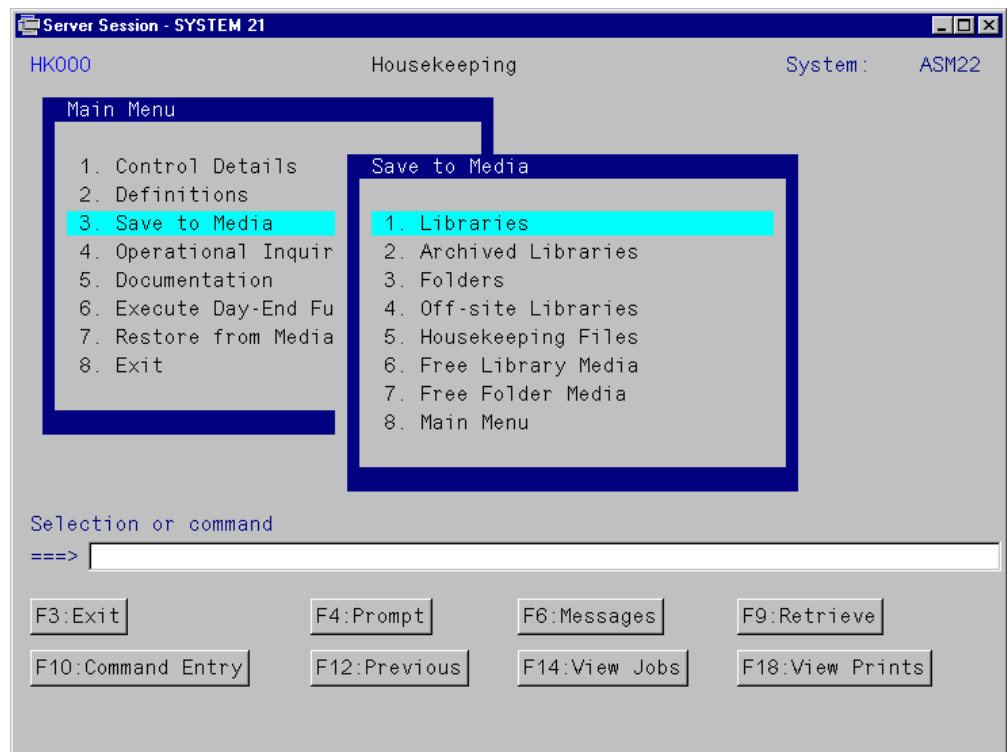 Server Session - SYSTEM 21
HK000 Housekeeping System: ASM22
Main Menu
1. Control Details
2. Definitions
3. Save to Media
4. Operational Inquir
5. Documentation
6. Execute Day-End Fu
7. Restore from Media
8. Exit
Save to Media
1. Libraries
2. Archived Libraries
3. Folders
4. Off-site Libraries
5. Housekeeping Files
6. Free Library Media
7. Free Folder Media
8. Main Menu
Selection or command
===>
F3:Exit F4:Prompt F6:Messages F9:Retrieve
F10:Command Entry F12:Previous F14:View Jobs F18:View Prints